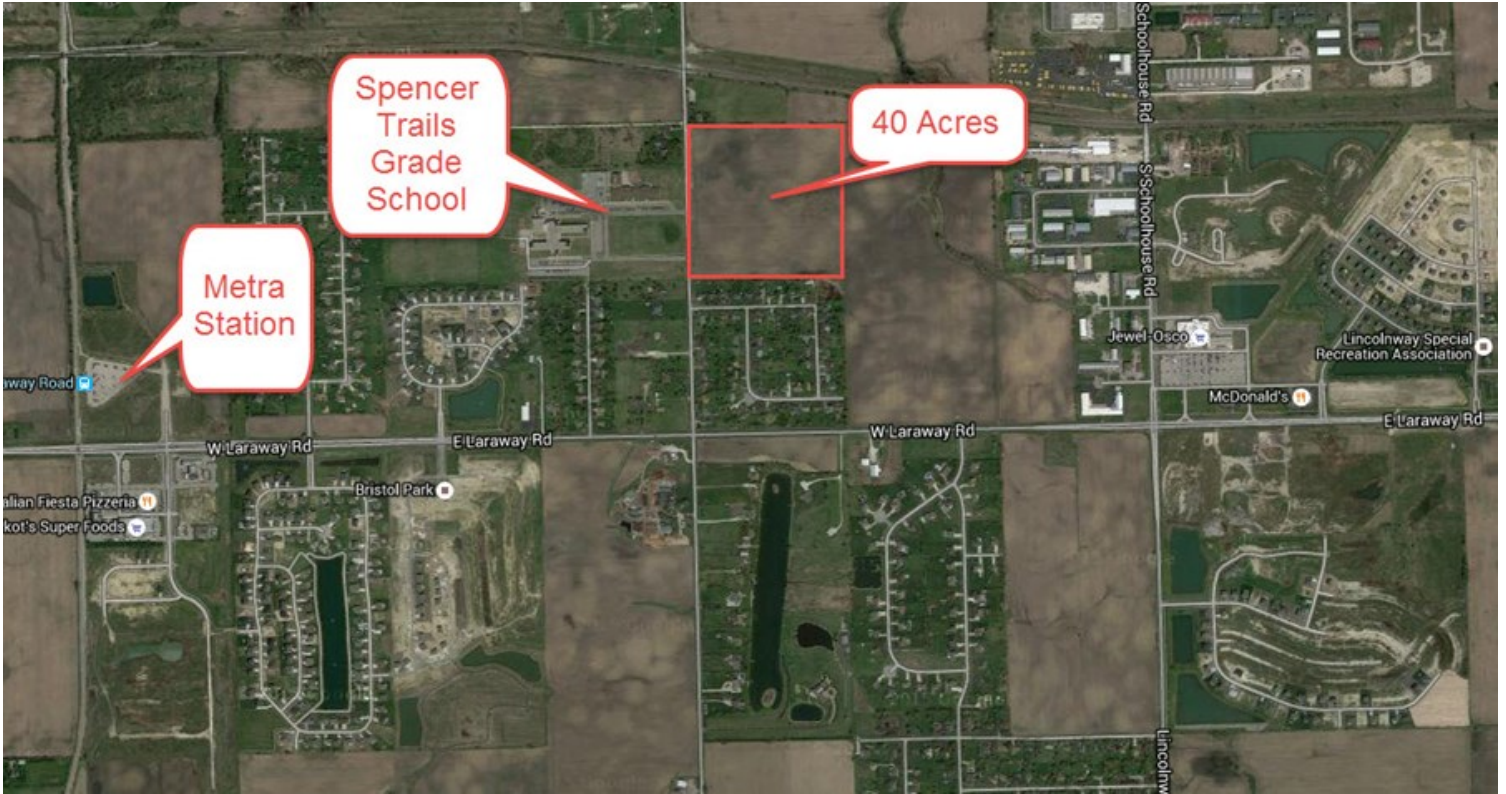 Schoolhouse Rd
Spencer
Trails
Grade
School
40 Acres
S Schoolhouse Rd
Metra
Station
Jewel-Osco
Lincolnway Special
Recreation Association
away Road
McDonald's
W Laraway Rd
E Laraway Rd
W Laraway Rd
E Laraway Rd
Bristol Park
alian Fiesta Pizzeria
kot's Super Foods
Lincolnw